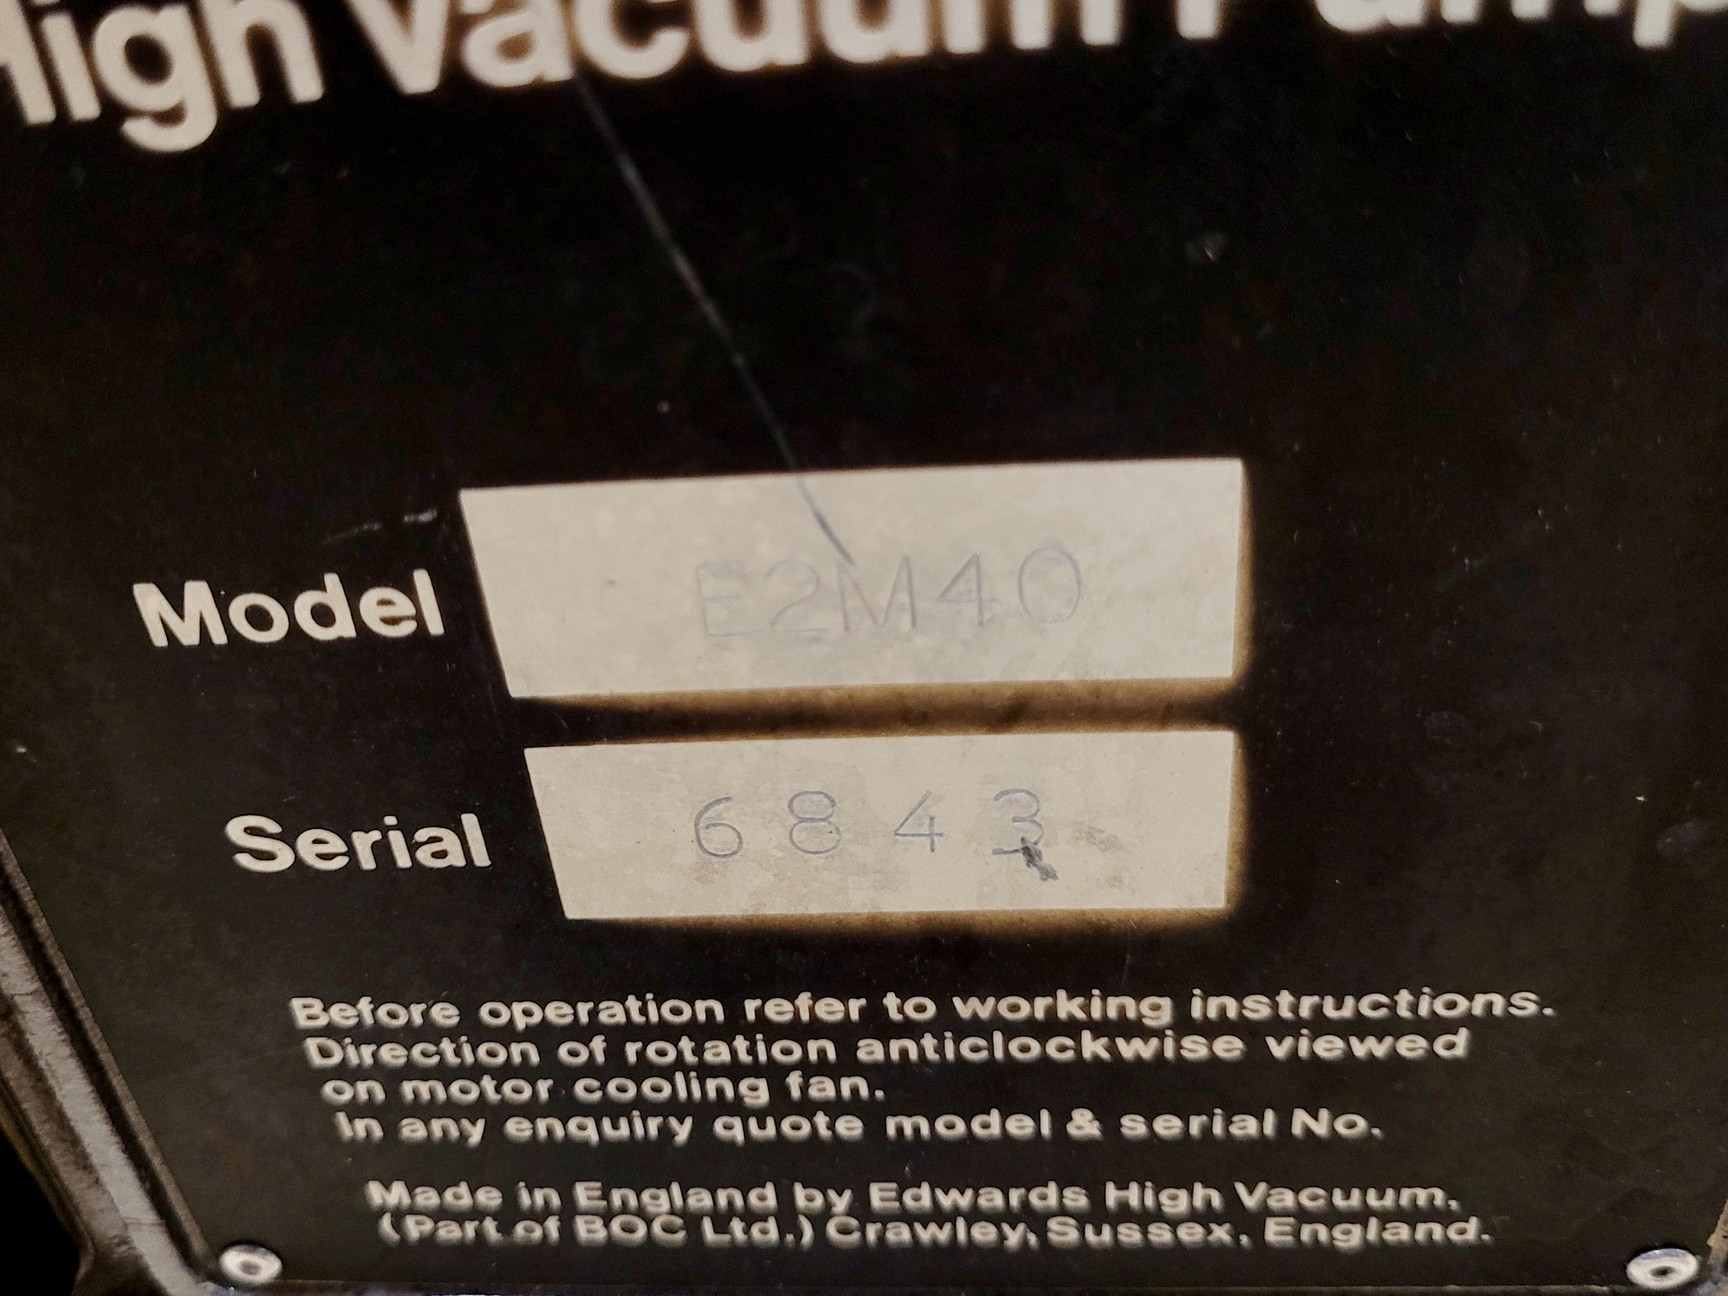 High Vacuum Pump
Model E2M40
Serial 6843
Before operation refer to working instructions.
Direction of rotation anticlockwise viewed
on motor cooling fan.
In any enquiry quote model & serial No.
Made in England by Edwards High Vacuum,
(Part of BOC Ltd.) Crawley, Sussex, England.